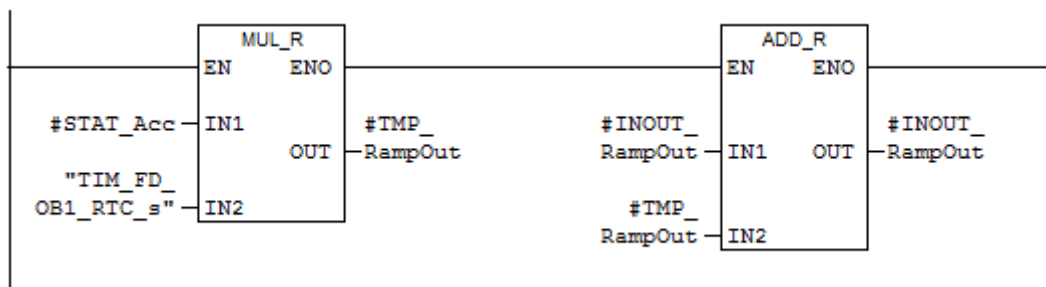 MUL_R
EN ENO
#STAT_Acc IN1
#TMP_
OUT RampOut
"TIM_FD_
OB1_RTC_s" IN2
ADD_R
EN ENO
#INOUT_
RampOut IN1
#INOUT_
OUT RampOut
#TMP_
RampOut IN2